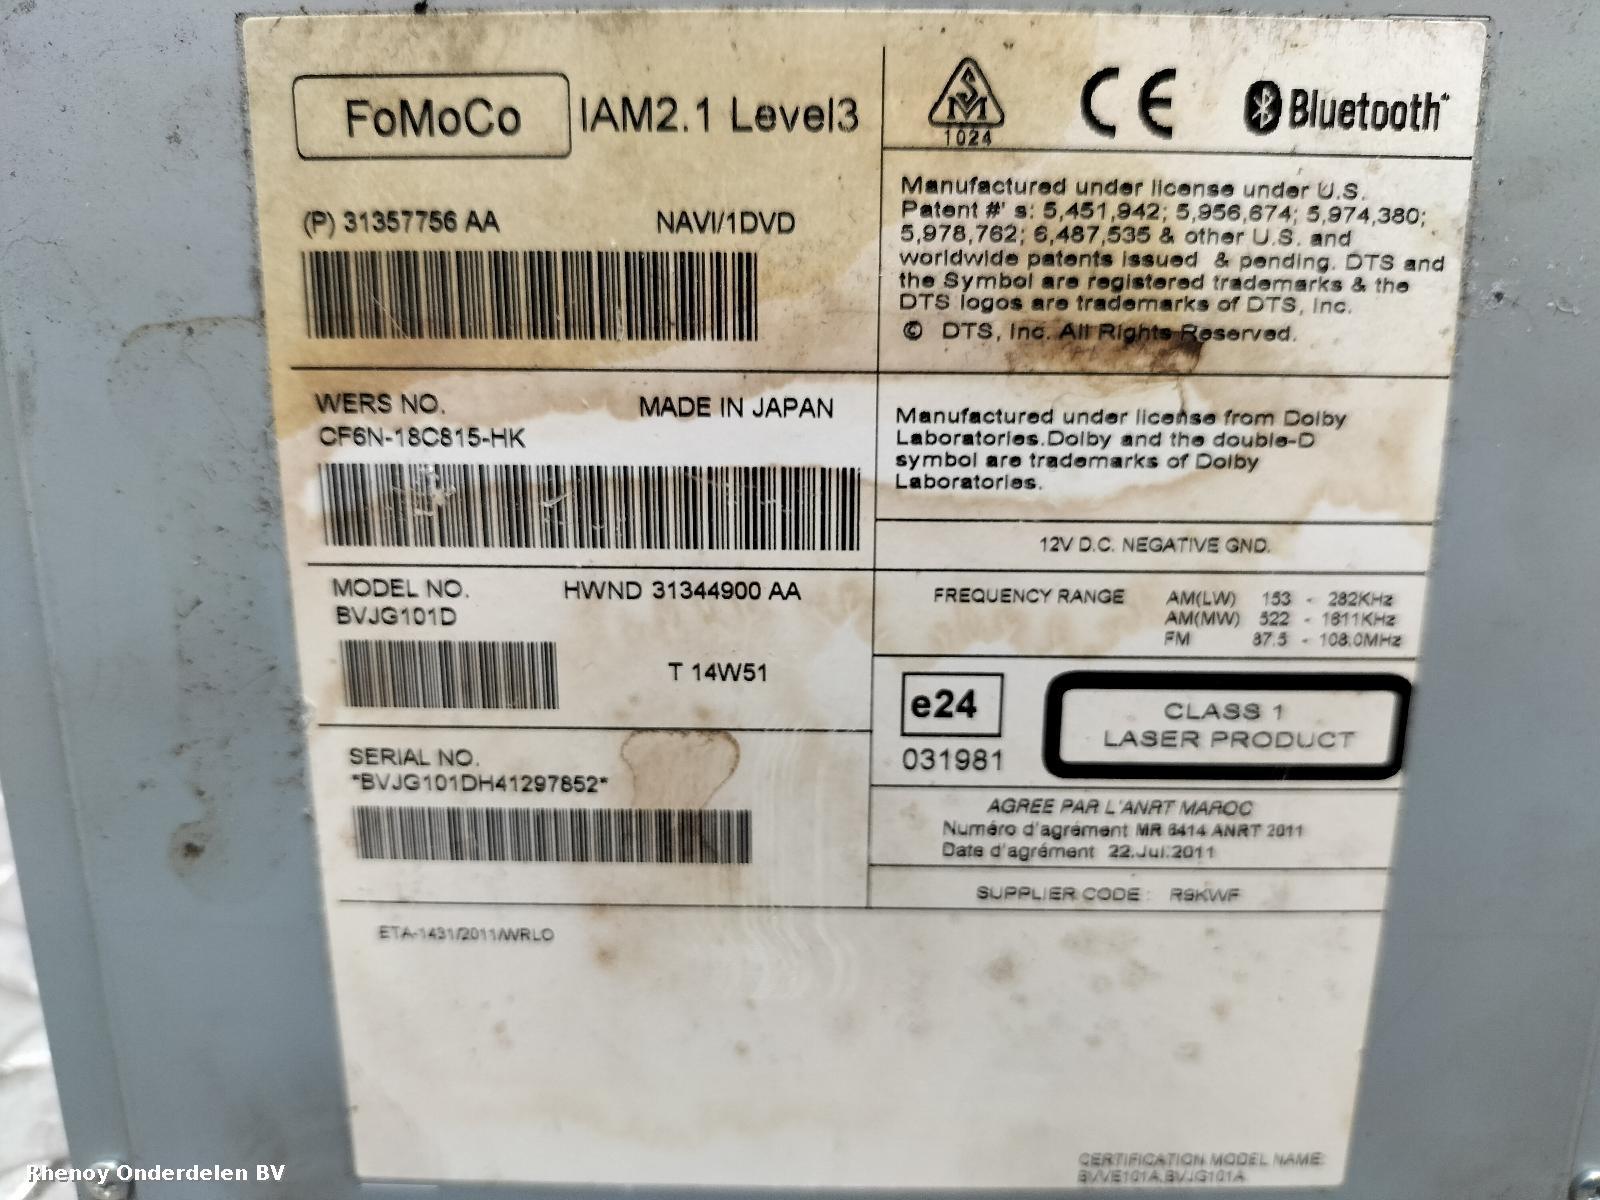 FoMoCo IAM2.1 Level3
(P) 31357756 AA NAVI/1DVD
WERS NO. MADE IN JAPAN
CF6N-18C815-HK
MODEL NO. HWND 31344900 AA
BVJG101D
T 14W51
SERIAL NO.
*BVJG101DH41297852*
ETA-1431/2011/WRLO
SM
1024
CE
Bluetooth
Manufactured under license under U.S.
Patent #' s: 5,451,942; 5,956,674; 5,974,380;
5,978,762; 6,487,535 & other U.S. and
worldwide patents issued & pending. DTS and
the Symbol are registered trademarks & the
DTS logos are trademarks of DTS, Inc.
© DTS, Inc. All Rights Reserved.
Manufactured under license from Dolby
Laboratories.Dolby and the double-D
symbol are trademarks of Dolby
Laboratories.
12V D.C. NEGATIVE GND.
FREQUENCY RANGE AM(LW) 153 - 282KHz
AM(MW) 522 - 1611KHz
FM 87.5 - 108.0MHz
e24
031981
CLASS 1
LASER PRODUCT
AGREE PAR L'ANRT MAROC
Numéro d'agrément MR 6414 ANRT 2011
Date d'agrément 22.Jul.2011
SUPPLIER CODE : R9KWF
CERTIFICATION MODEL NAME:
BVVE101A,BVJG101A
Rhenoy Onderdelen BV